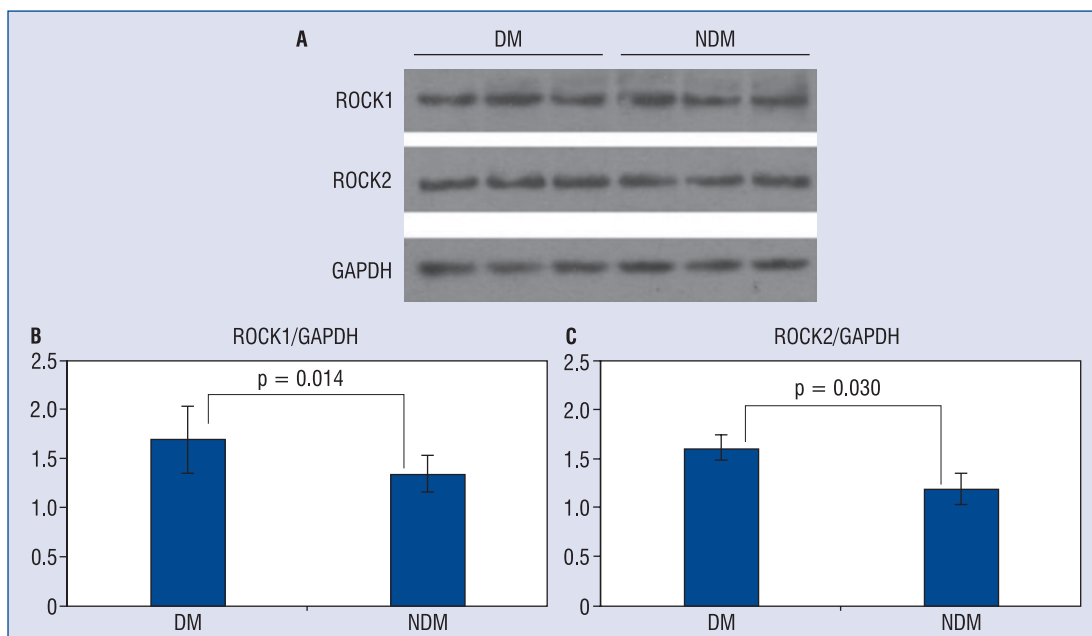 A
DM NDM
ROCK1
ROCK2
GAPDH
B ROCK1/GAPDH
2.5
2.0
1.5
1.0
0.5
0
p = 0.014
DM NDM
C ROCK2/GAPDH
2.5
2.0
1.5
1.0
0.5
0
p = 0.030
DM NDM